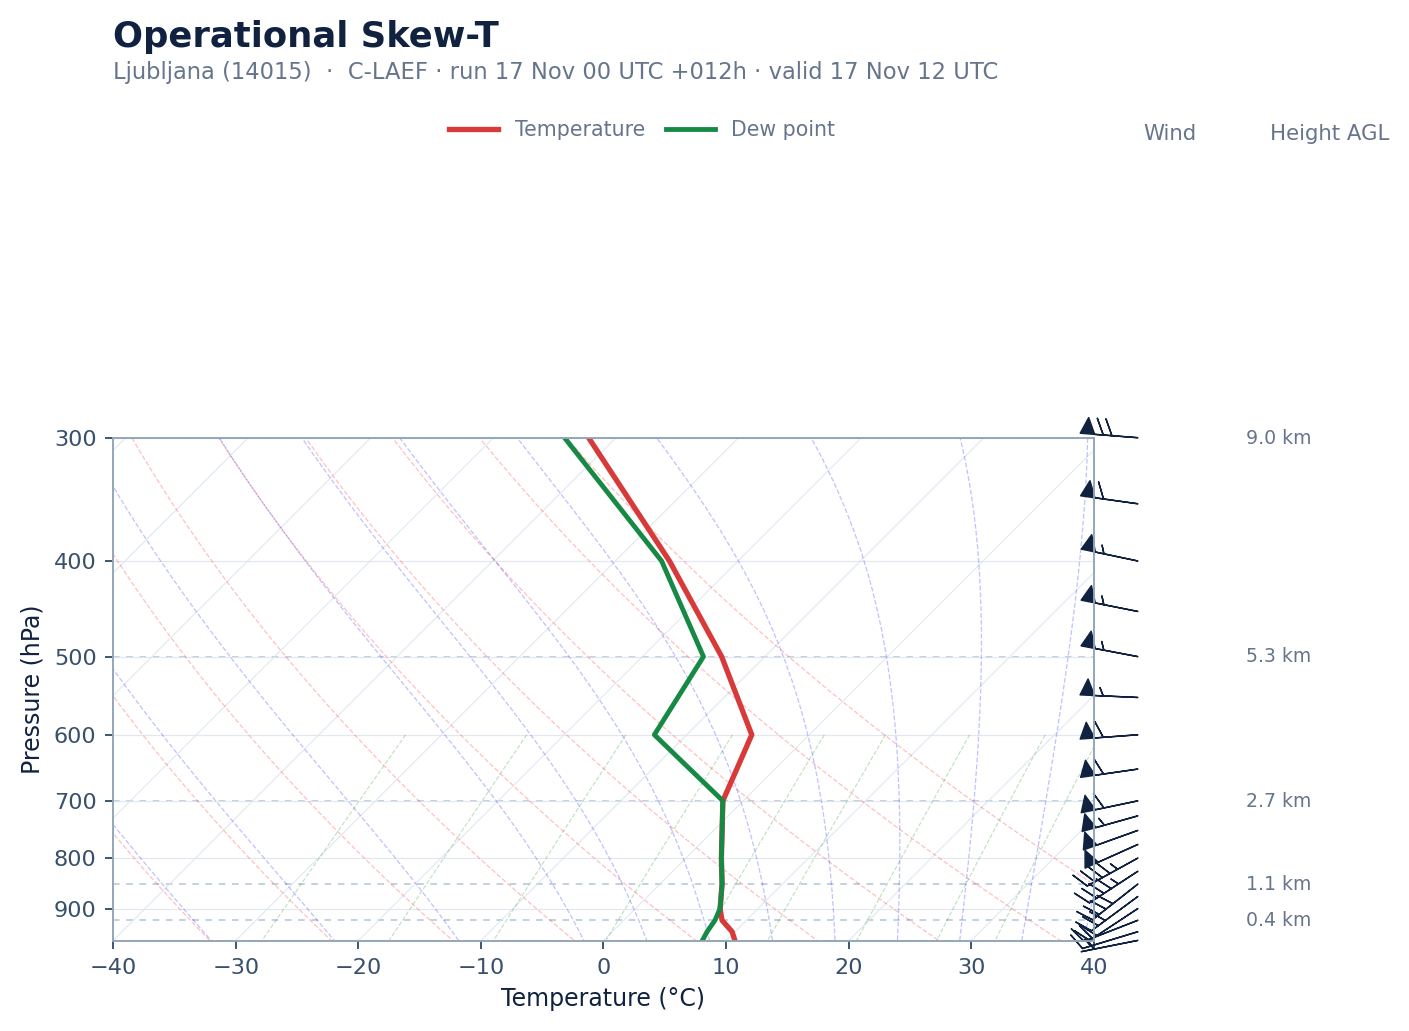 Operational Skew-T
Ljubljana (14015) · C-LAEF · run 17 Nov 00 UTC +012h · valid 17 Nov 12 UTC
Temperature Dew point
Wind Height AGL
300 9.0 km
400
500 5.3 km
600
700 2.7 km
800
1.1 km
900
0.4 km
−40 −30 −20 −10 0 10 20 30 40
Temperature (°C)
Pressure (hPa)